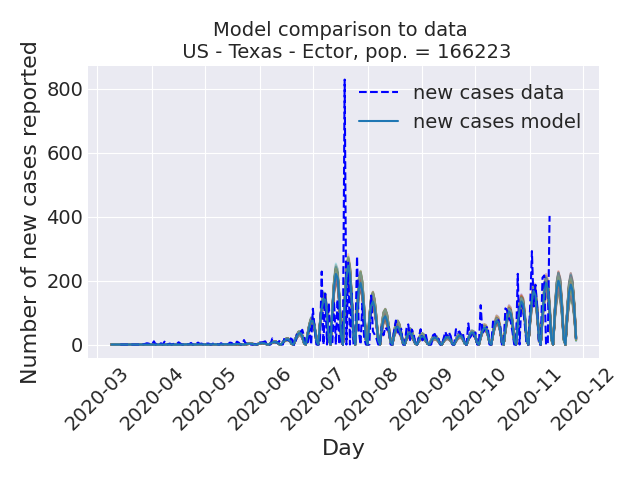 Model comparison to data
US - Texas - Ector, pop. = 166223
Number of new cases reported
800
600
400
200
0
new cases data
new cases model
2020-03
2020-04
2020-05
2020-06
2020-07
2020-08
2020-09
2020-10
2020-11
2020-12
Day